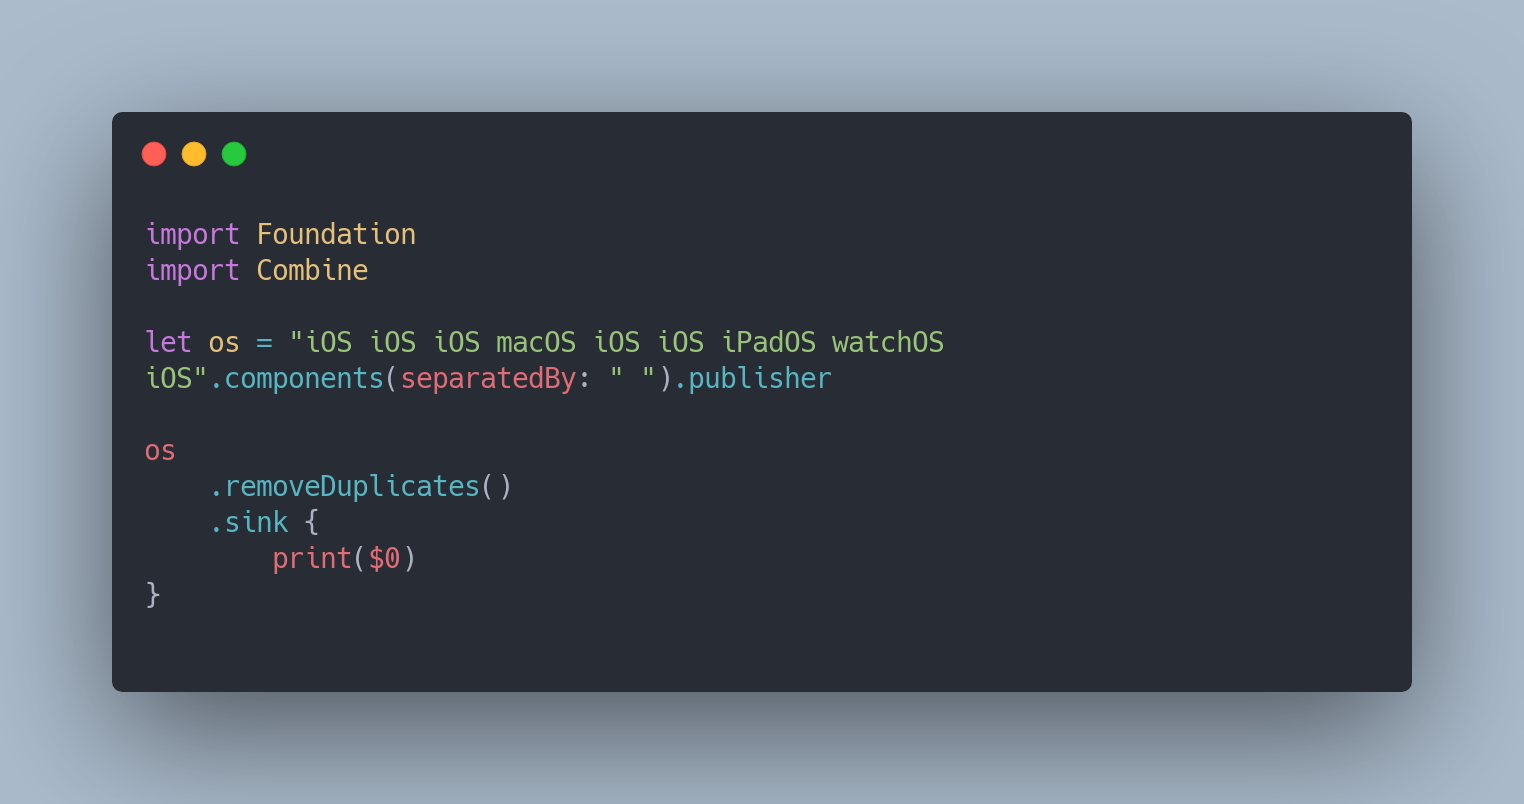 import Foundation
import Combine
let os = "iOS iOS iOS macOS iOS iOS iPadOS watchOS
iOS".components(separatedBy: " ").publisher
os
    .removeDuplicates()
    .sink {
        print($0)
}